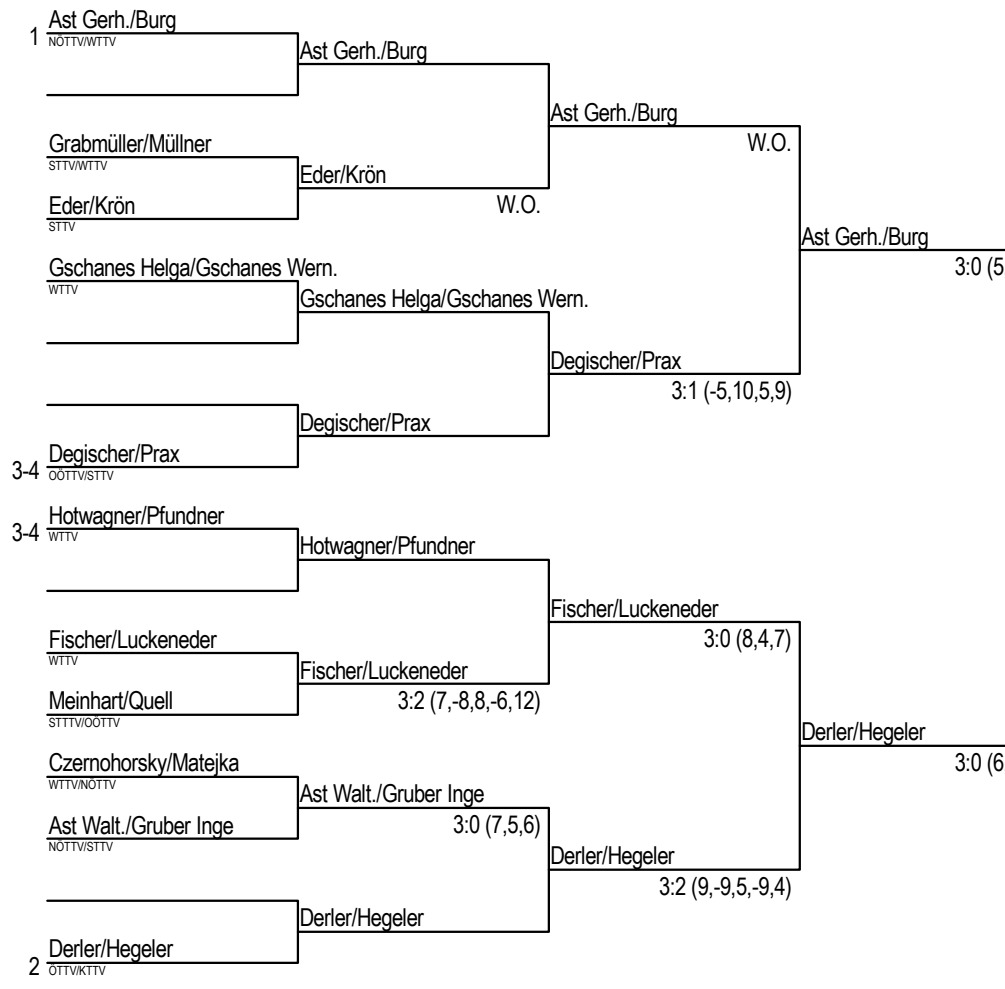 1 Ast Gerh./Burg
NÖTTV/WTTV
Grabmüller/Müllner
STTV/WTTV
Eder/Krön
STTV
Gschanes Helga/Gschanes Wern.
WTTV
3-4 Degischer/Prax
OÖTTV/STTV
3-4 Hotwagner/Pfundner
WTTV
Fischer/Luckeneder
WTTV
Meinhart/Quell
STTTV/OÖTTV
Czernohorsky/Matejka
WTTV/NÖTTV
Ast Walt./Gruber Inge
NÖTTV/STTV
2 Derler/Hegeler
ÖTTV/KTTV
Ast Gerh./Burg
Eder/Krön
W.O.
Gschanes Helga/Gschanes Wern.
Degischer/Prax
Hotwagner/Pfundner
Fischer/Luckeneder
3:2 (7,-8,8,-6,12)
Ast Walt./Gruber Inge
3:0 (7,5,6)
Derler/Hegeler
Ast Gerh./Burg
W.O.
Degischer/Prax
3:1 (-5,10,5,9)
Fischer/Luckeneder
3:0 (8,4,7)
Derler/Hegeler
3:2 (9,-9,5,-9,4)
Ast Gerh./Burg
3:0 (5
Derler/Hegeler
3:0 (6